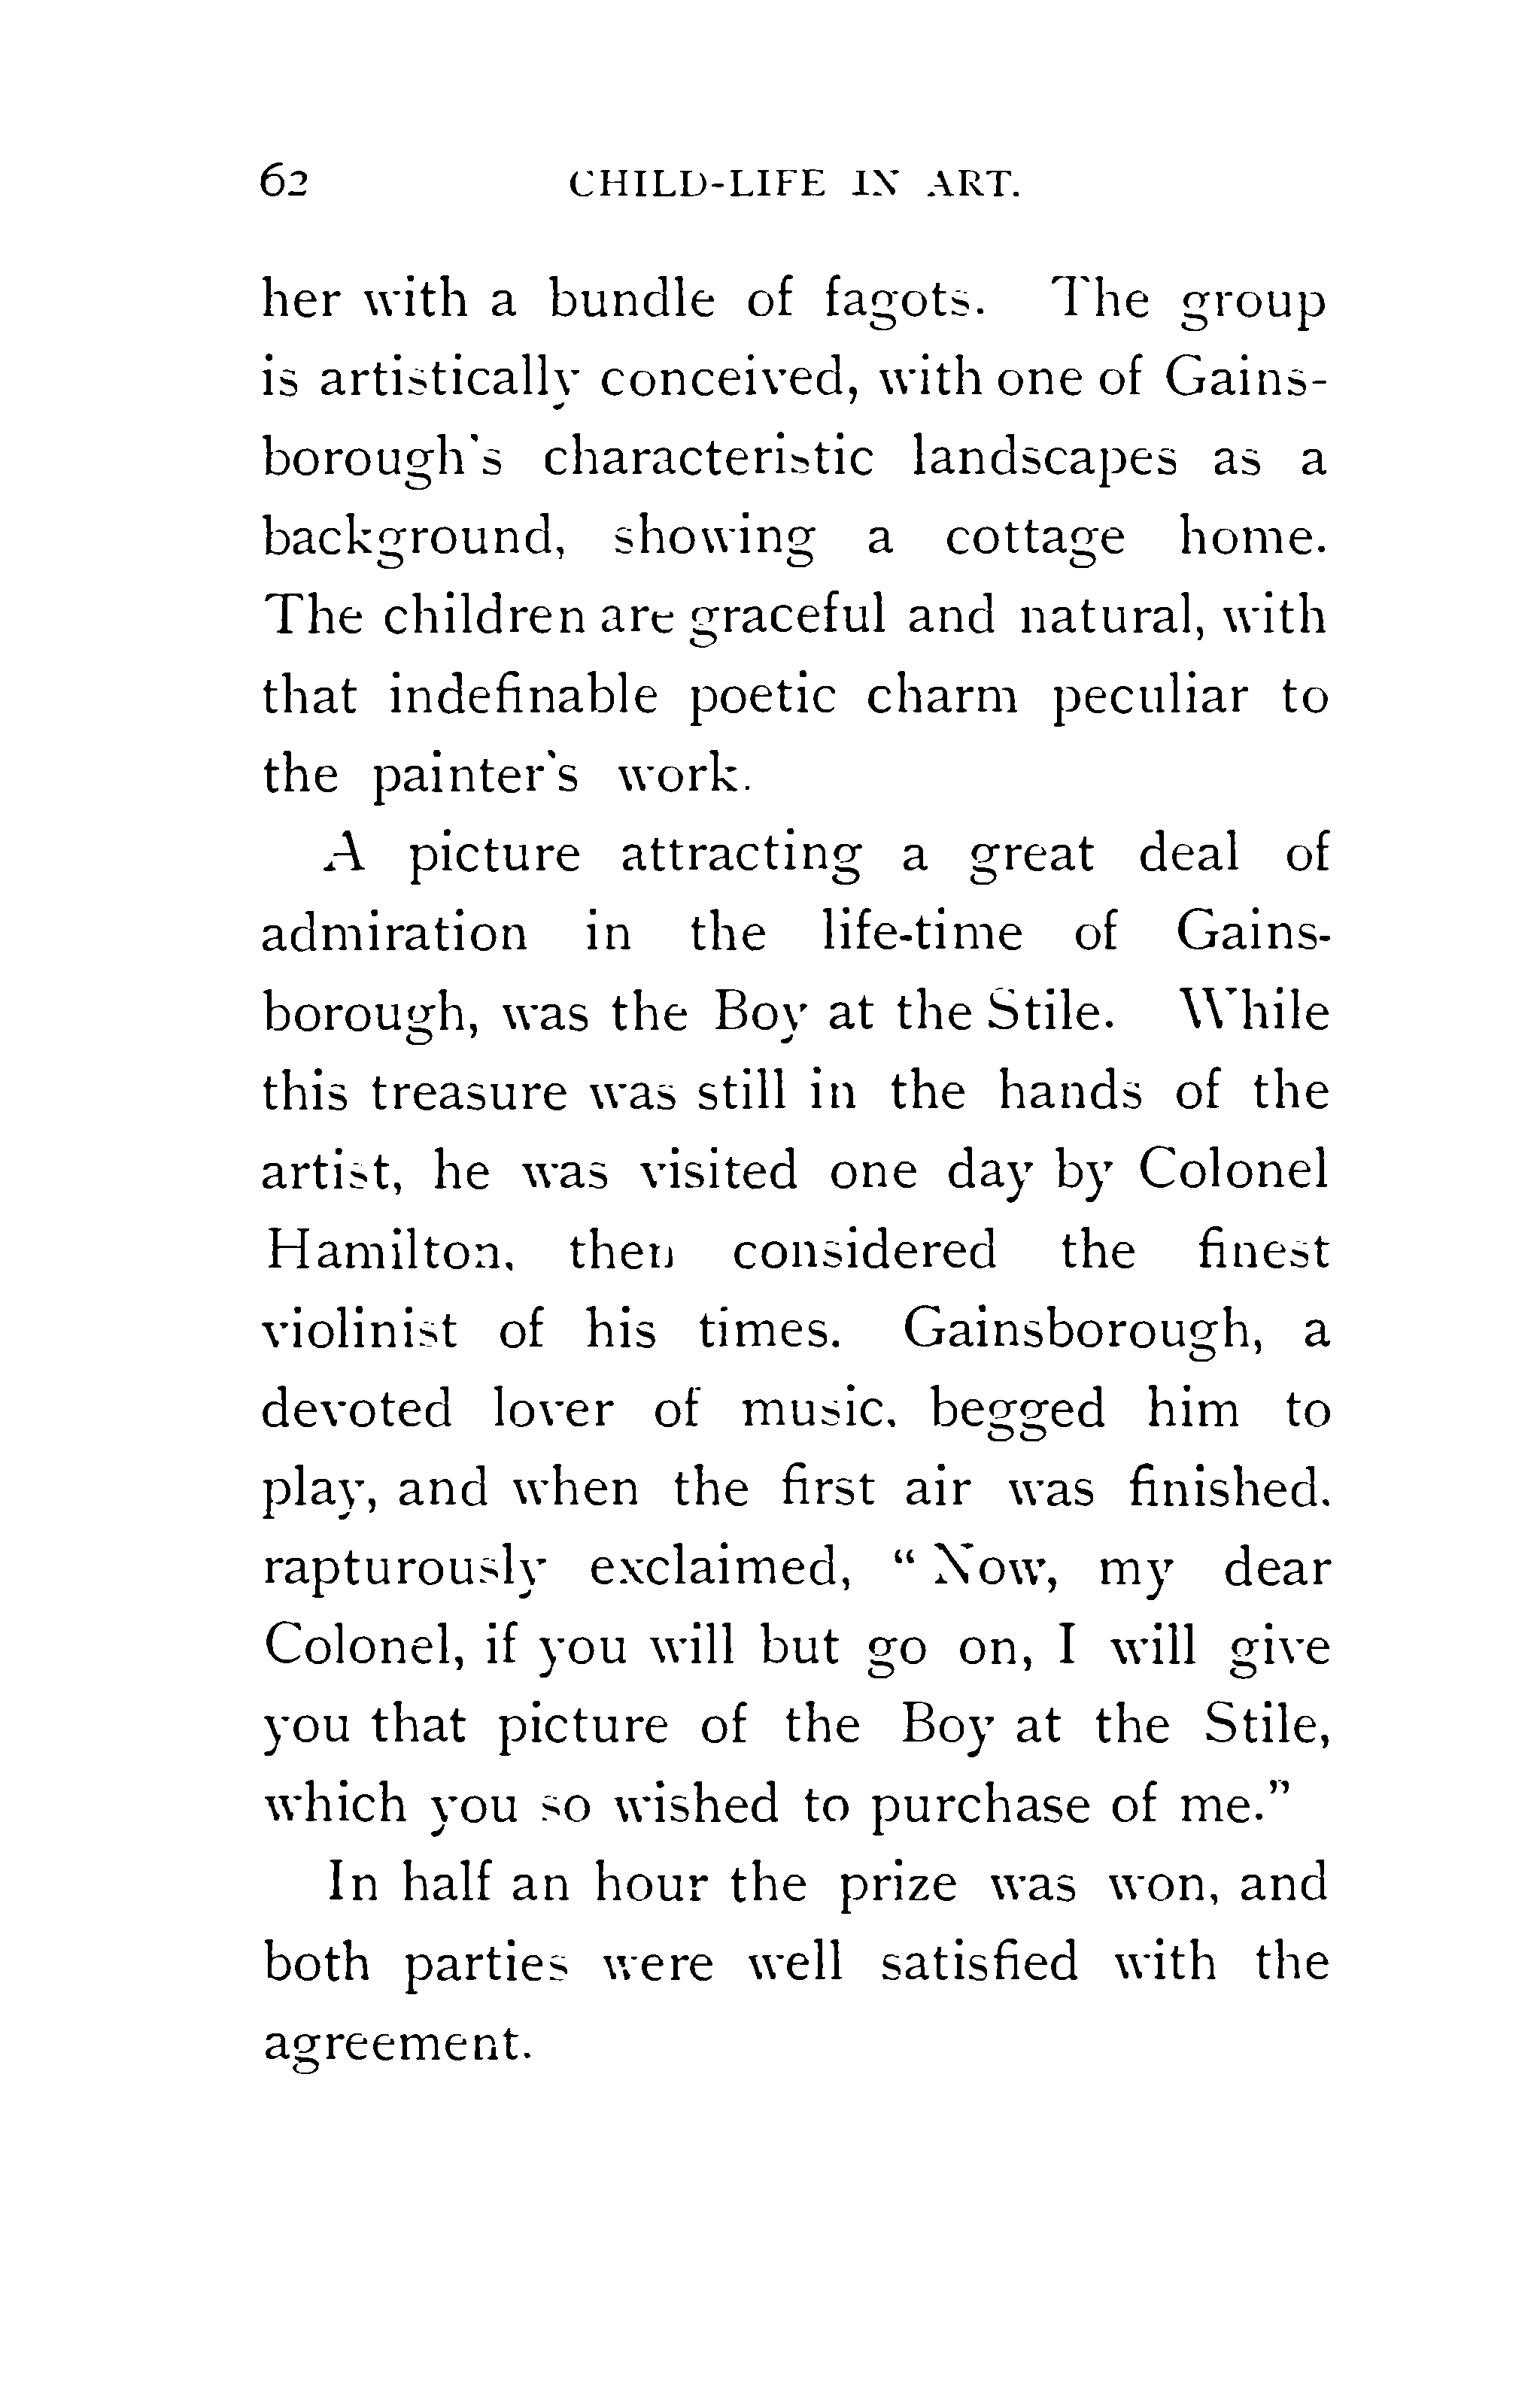 62 CHILD-LIFE IN ART.
her with a bundle of fagots. The group
is artistically conceived, with one of Gains-
borough's characteristic landscapes as a
background, showing a cottage home.
The children are graceful and natural, with
that indefinable poetic charm peculiar to
the painter's work.
A picture attracting a great deal of
admiration in the life-time of Gains-
borough, was the Boy at the Stile. While
this treasure was still in the hands of the
artist, he was visited one day by Colonel
Hamilton, then considered the finest
violinist of his times. Gainsborough, a
devoted lover of music, begged him to
play, and when the first air was finished,
rapturously exclaimed, “ Now, my dear
Colonel, if you will but go on, I will give
you that picture of the Boy at the Stile,
which you so wished to purchase of me.”
In half an hour the prize was won, and
both parties were well satisfied with the
agreement.